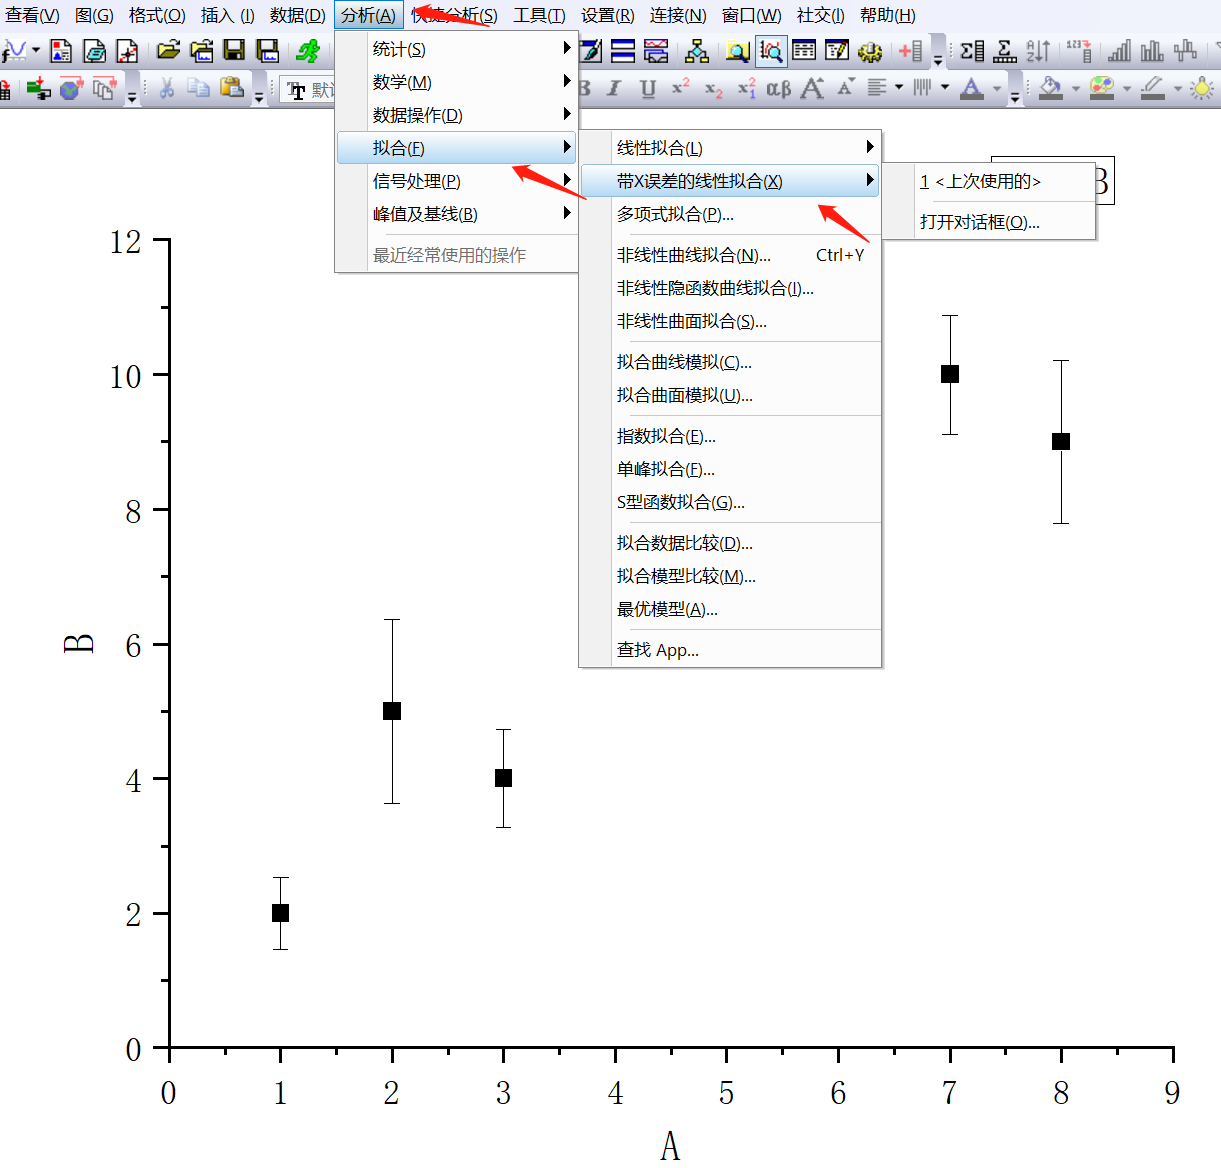 查看(V) 图(G) 格式(O) 插入 (I) 数据(D) 分析(A) 快捷分析(S) 工具(T) 设置(R) 连接(N) 窗口(W) 社交(I) 帮助(H)
统计(S)
数学(M)
数据操作(D)
拟合(F)
信号处理(P)
峰值及基线(B)
最近经常使用的操作
线性拟合(L)
带X误差的线性拟合(X)
多项式拟合(P)...
非线性曲线拟合(N)... Ctrl+Y
非线性隐函数曲线拟合(I)...
非线性曲面拟合(S)...
拟合曲线模拟(C)...
拟合曲面模拟(U)...
指数拟合(E)...
单峰拟合(F)...
S型函数拟合(G)...
拟合数据比较(D)...
拟合模型比较(M)...
最优模型(A)...
查找 App...
1 <上次使用的>
打开对话框(O)...
B
默
B I U x² x₂ αβ A A
12
10
8
6
4
2
0
B
0 1 2 3 4 5 6 7 8 9
A